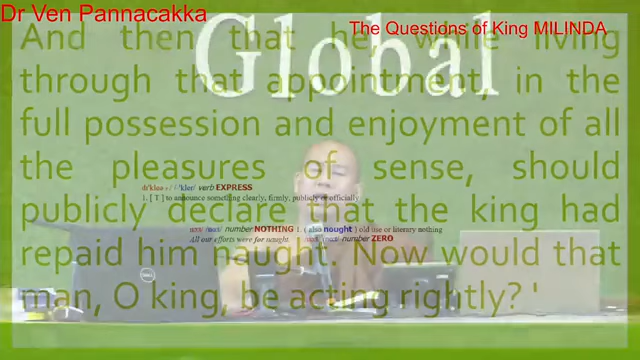 Dr Ven Pannacakka
The Questions of King MILINDA
Global
And then that he, while living
through that appointment, in the
full possession and enjoyment of all
the pleasures of sense, should
verb EXPRESS
1. [ T ] to announce something clearly, firmly, publicly or officially
publicly declare that the king had
number NOTHING 1. ( also nought ) old use or literary nothing
All our efforts were for naught. number ZERO
repaid him naught. Now would that
DELL
man, O king, be acting rightly? '